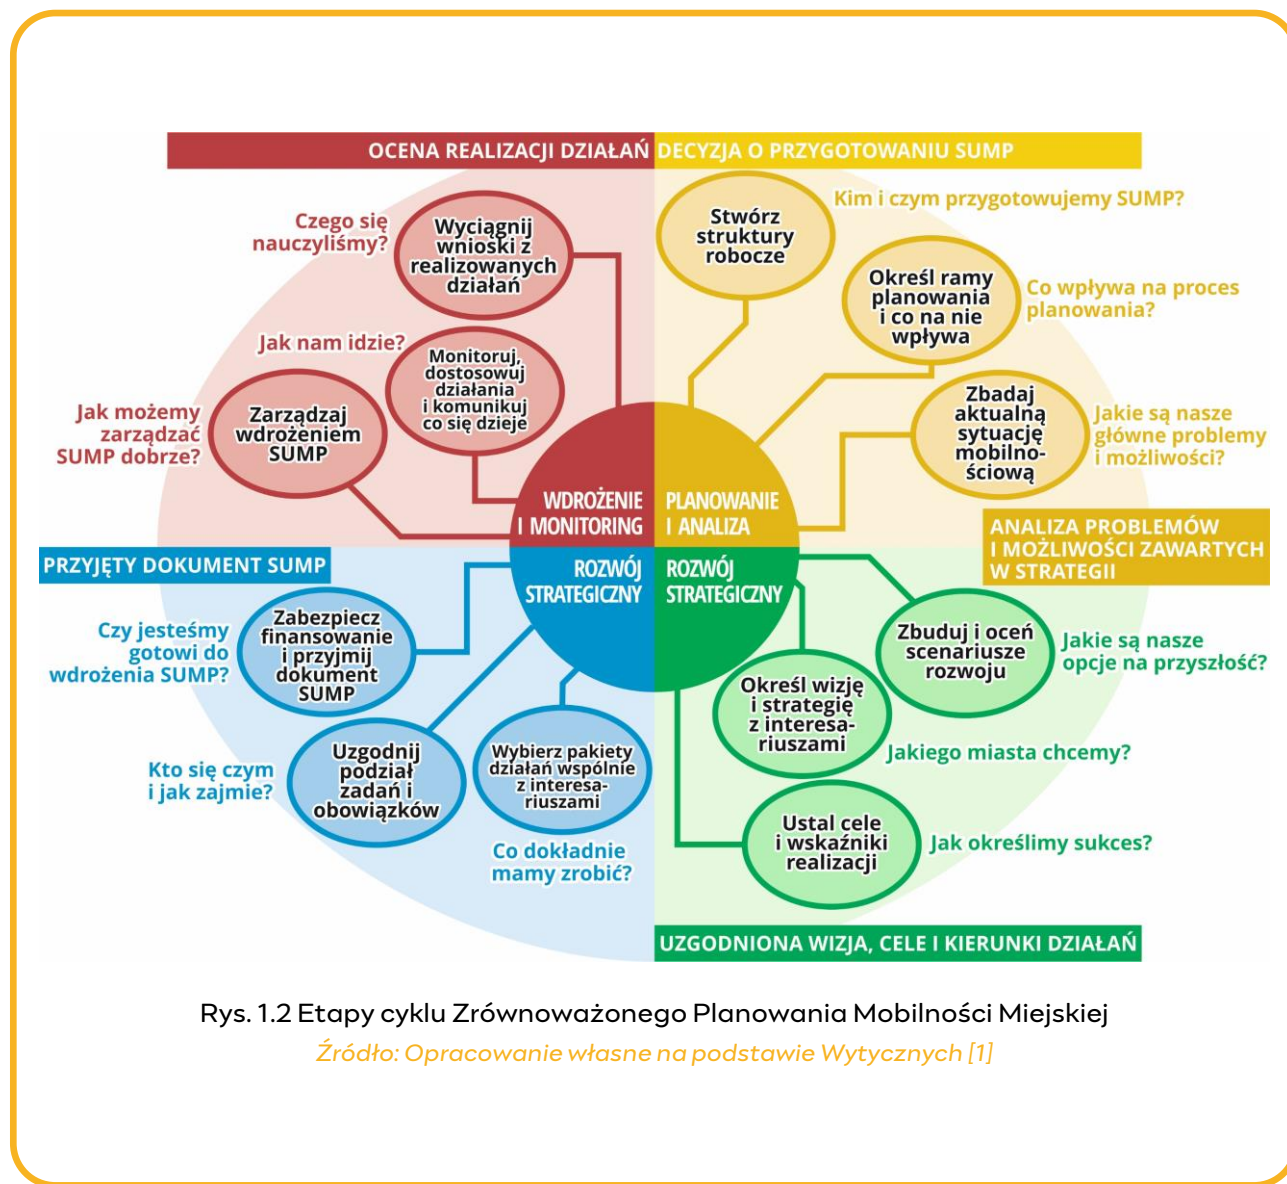 OCENA REALIZACJI DZIAŁAŃ
DECYZJA O PRZYGOTOWANIU SUMP
Kim i czym przygotowujemy SUMP?
Stwórz
struktury
robocze
Co wpływa na proces
planowania?
Określ ramy
planowania
i co na nie
wpływa
Jakie są nasze
główne problemy
i możliwości?
Zbadaj
aktualną
sytuację
mobilno-
ściową
PLANOWANIE
I ANALIZA
ANALIZA PROBLEMÓW
I MOŻLIWOŚCI ZAWARTYCH
W STRATEGII
ROZWÓJ
STRATEGICZNY
Zbuduj i oceń
scenariusze
rozwoju
Jakie są nasze
opcje na przyszłość?
Określ wizję
i strategię
z interesa-
riuszami
Jakiego miasta chcemy?
Ustal cele
i wskaźniki
realizacji
Jak określimy sukces?
UZGODNIONA WIZJA, CELE I KIERUNKI DZIAŁAŃ
ROZWÓJ
STRATEGICZNY
Wybierz pakiety
działań wspólnie
z interesa-
riuszami
Co dokładnie
mamy zrobić?
Uzgodnij
podział
zadań i
obowiązków
Kto się czym
i jak zajmie?
Zabezpiecz
finansowanie
i przyjmij
dokument
SUMP
Czy jesteśmy
gotowi do
wdrożenia SUMP?
PRZYJĘTY DOKUMENT SUMP
WDROŻENIE
I MONITORING
Zarządzaj
wdrożeniem
SUMP
Jak możemy
zarządzać
SUMP dobrze?
Monitoruj,
dostosowuj
działania
i komunikuj
co się dzieje
Jak nam idzie?
Wyciągnij
wnioski z
realizowanych
działań
Czego się
nauczyliśmy?
Rys. 1.2 Etapy cyklu Zrównoważonego Planowania Mobilności Miejskiej
Źródło: Opracowanie własne na podstawie Wytycznych [1]